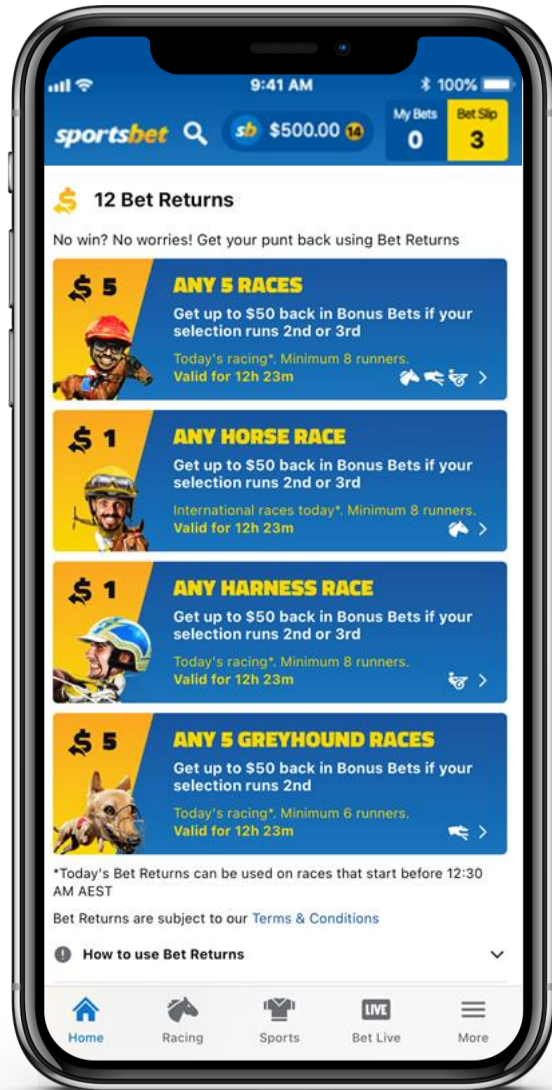 9:41 AM
100%
sportsbet
sb $500.00 14
My Bets
0
Bet Slip
3
12 Bet Returns
No win? No worries! Get your punt back using Bet Returns
$ 5
ANY 5 RACES
Get up to $50 back in Bonus Bets if your
selection runs 2nd or 3rd
Today's racing*. Minimum 8 runners.
Valid for 12h 23m
$ 1
ANY HORSE RACE
Get up to $50 back in Bonus Bets if your
selection runs 2nd or 3rd
International races today*. Minimum 8 runners.
Valid for 12h 23m
$ 1
ANY HARNESS RACE
Get up to $50 back in Bonus Bets if your
selection runs 2nd or 3rd
Today's racing*. Minimum 8 runners.
Valid for 12h 23m
$ 5
ANY 5 GREYHOUND RACES
Get up to $50 back in Bonus Bets if your
selection runs 2nd
Today's racing*. Minimum 6 runners.
Valid for 12h 23m
*Today's Bet Returns can be used on races that start before 12:30
AM AEST
Bet Returns are subject to our Terms & Conditions
How to use Bet Returns
Home
Racing
Sports
LIVE
Bet Live
More